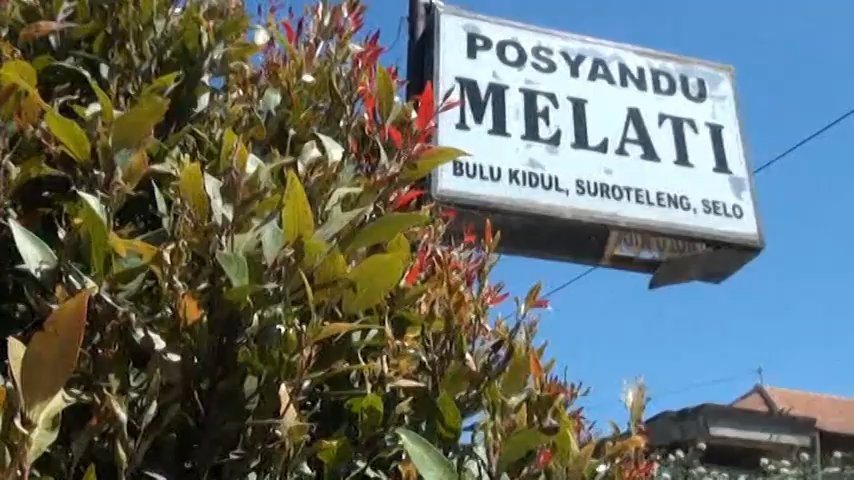 POSYANDU
MELATI
BULU KIDUL, SUROTELENG, SELO